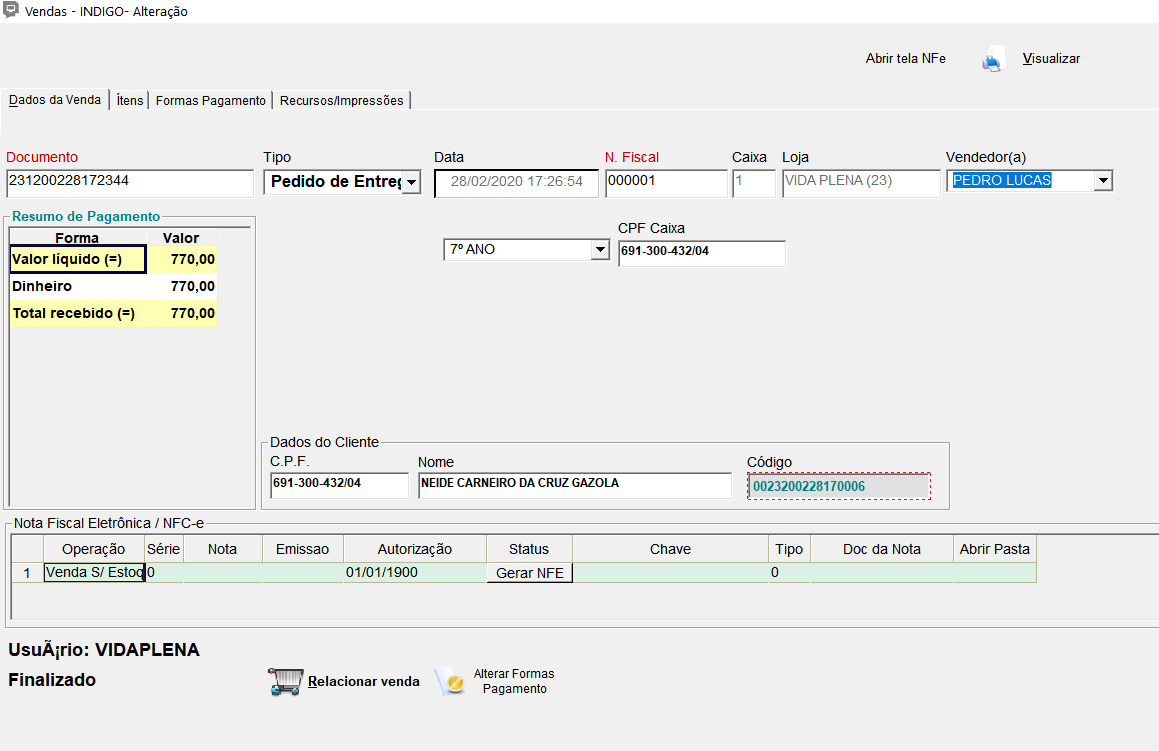 Vendas - INDIGO- Alteração
Abrir tela NFe Visualizar
Dados da Venda Ítens Formas Pagamento Recursos/Impressões
Documento Tipo Data N. Fiscal Caixa Loja Vendedor(a)
231200228172344 Pedido de Entreg 28/02/2020 17:26:54 000001 1 VIDA PLENA (23) PEDRO LUCAS
Resumo de Pagamento
Forma Valor
Valor líquido (=) 770,00
Dinheiro 770,00
Total recebido (=) 770,00
CPF Caixa
7º ANO 691-300-432/04
Dados do Cliente
C.P.F. Nome Código
691-300-432/04 NEIDE CARNEIRO DA CRUZ GAZOLA 0023200228170006
Nota Fiscal Eletrônica / NFC-e
Operação Série Nota Emissao Autorização Status Chave Tipo Doc da Nota Abrir Pasta
1 Venda S/ Estoq 0 01/01/1900 Gerar NFE 0
UsuÃ¡rio: VIDAPLENA
Finalizado
Relacionar venda
Alterar Formas
Pagamento